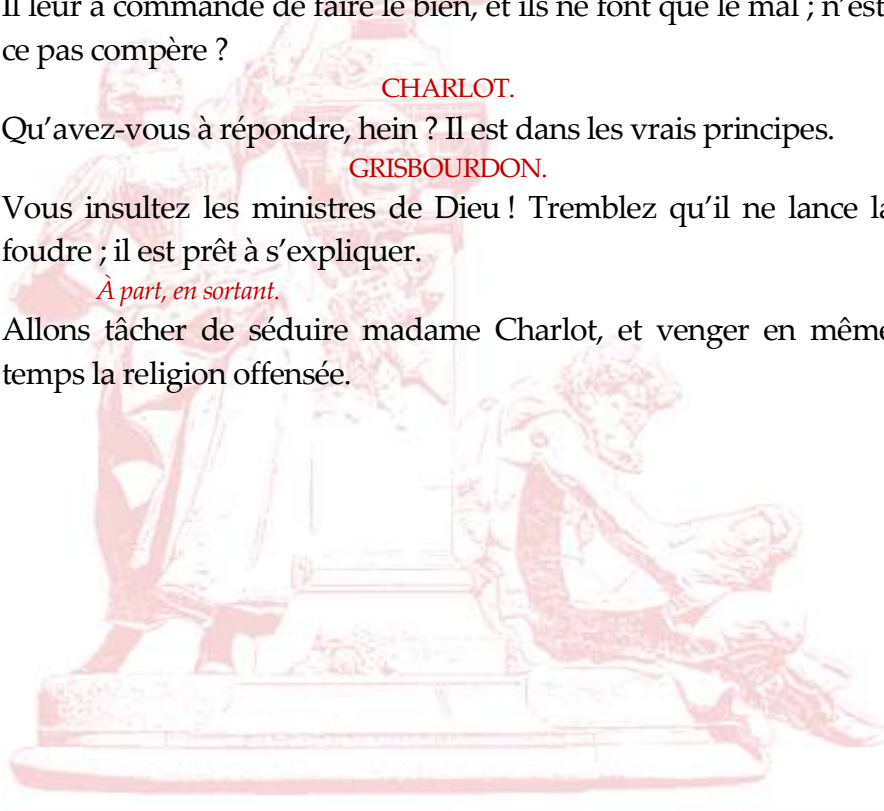 Il leur a commandé de faire le bien, et ils ne font que le mal ; n'est-
ce pas compère ?
CHARLOT.
Qu'avez-vous à répondre, hein ? Il est dans les vrais principes.
GRISBOURDON.
Vous insultez les ministres de Dieu ! Tremblez qu'il ne lance la
foudre ; il est prêt à s'expliquer.
À part, en sortant.
Allons tâcher de séduire madame Charlot, et venger en même
temps la religion offensée.